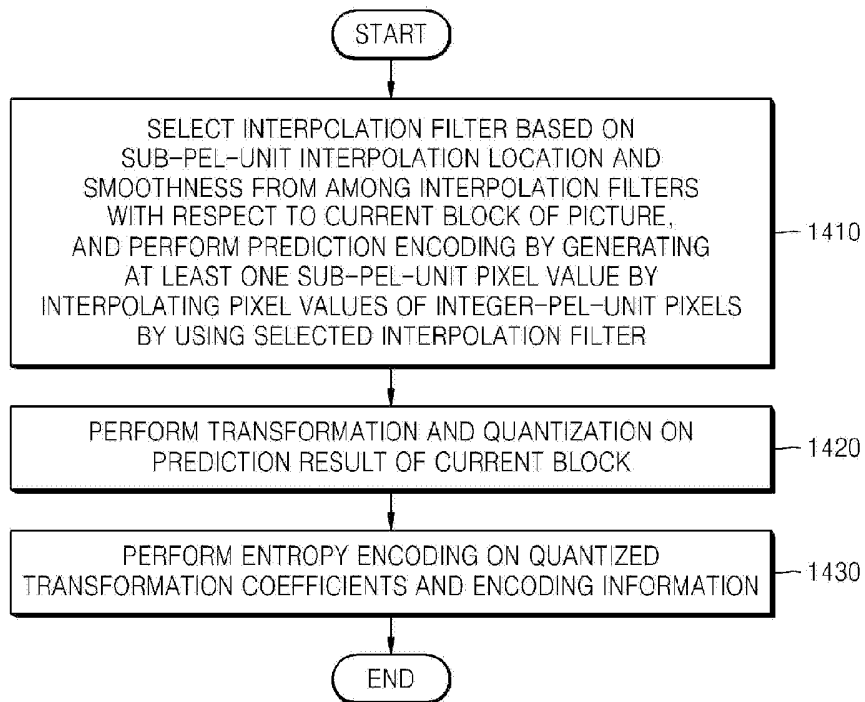 START
SELECT INTERPOLATION FILTER BASED ON
SUB-PEL-UNIT INTERPOLATION LOCATION AND
SMOOTHNESS FROM AMONG INTERPOLATION FILTERS
WITH RESPECT TO CURRENT BLOCK OF PICTURE,
AND PERFORM PREDICTION ENCODING BY GENERATING
AT LEAST ONE SUB-PEL-UNIT PIXEL VALUE BY
INTERPOLATING PIXEL VALUES OF INTEGER-PEL-UNIT PIXELS
BY USING SELECTED INTERPOLATION FILTER
1410
PERFORM TRANSFORMATION AND QUANTIZATION ON
PREDICTION RESULT OF CURRENT BLOCK
1420
PERFORM ENTROPY ENCODING ON QUANTIZED
TRANSFORMATION COEFFICIENTS AND ENCODING INFORMATION
1430
END